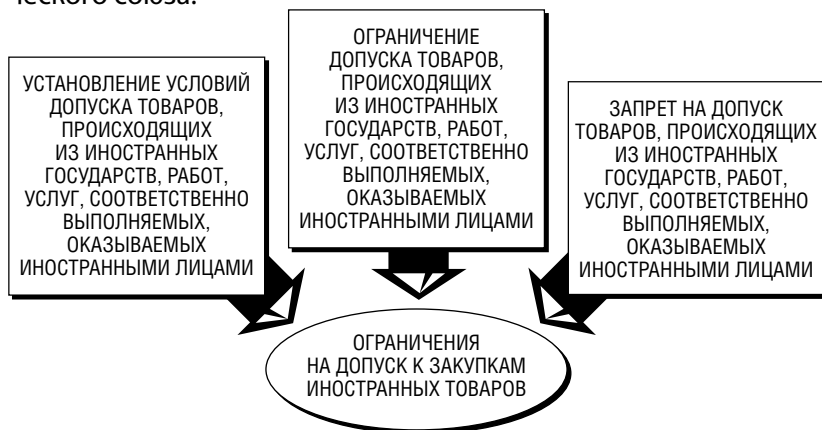 ческого союза.
УСТАНОВЛЕНИЕ УСЛОВИЙ
ДОПУСКА ТОВАРОВ,
ПРОИСХОДЯЩИХ
ИЗ ИНОСТРАННЫХ
ГОСУДАРСТВ, РАБОТ,
УСЛУГ, СООТВЕТСТВЕННО
ВЫПОЛНЯЕМЫХ,
ОКАЗЫВАЕМЫХ
ИНОСТРАННЫМИ ЛИЦАМИ
ОГРАНИЧЕНИЕ
ДОПУСКА ТОВАРОВ,
ПРОИСХОДЯЩИХ
ИЗ ИНОСТРАННЫХ
ГОСУДАРСТВ, РАБОТ,
УСЛУГ, СООТВЕТСТВЕННО
ВЫПОЛНЯЕМЫХ,
ОКАЗЫВАЕМЫХ
ИНОСТРАННЫМИ ЛИЦАМИ
ЗАПРЕТ НА ДОПУСК
ТОВАРОВ, ПРОИСХОДЯЩИХ
ИЗ ИНОСТРАННЫХ
ГОСУДАРСТВ, РАБОТ,
УСЛУГ, СООТВЕТСТВЕННО
ВЫПОЛНЯЕМЫХ,
ОКАЗЫВАЕМЫХ
ИНОСТРАННЫМИ ЛИЦАМИ
ОГРАНИЧЕНИЯ
НА ДОПУСК К ЗАКУПКАМ
ИНОСТРАННЫХ ТОВАРОВ